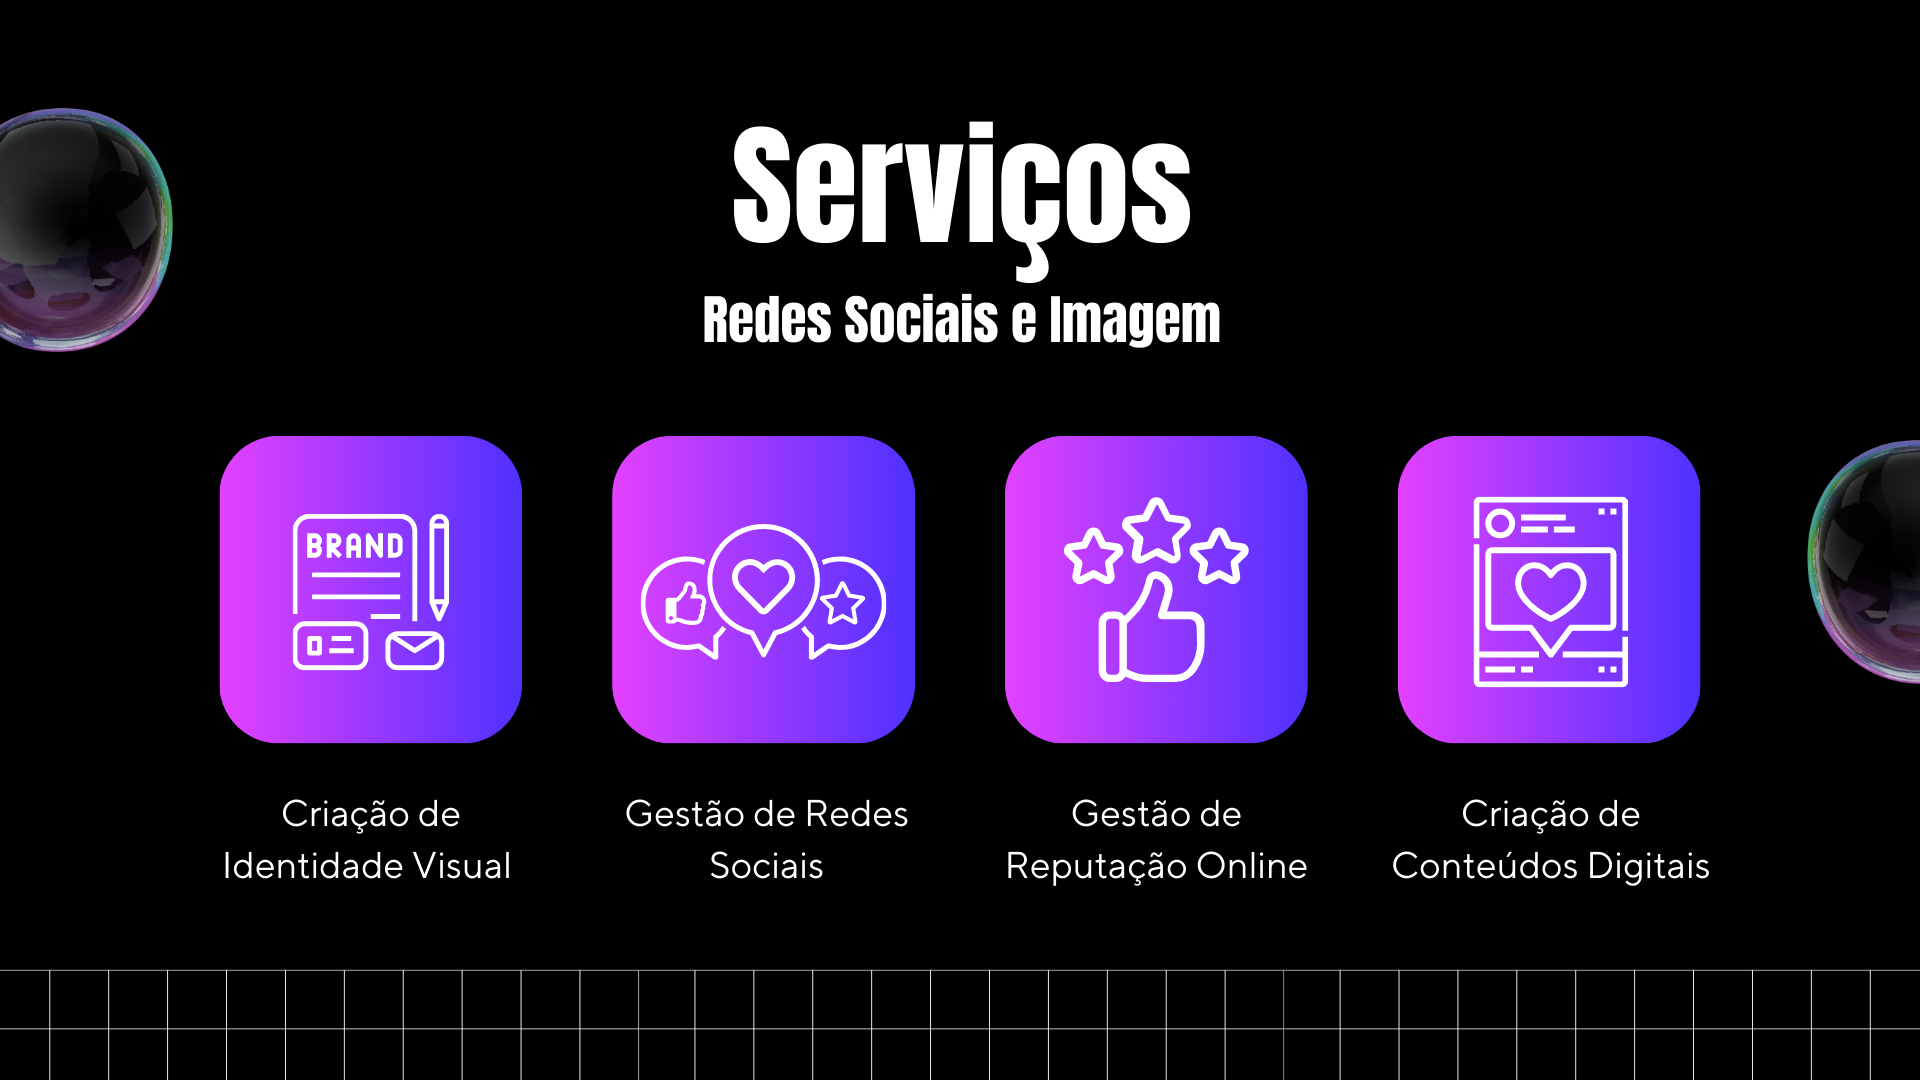 Serviços
Redes Sociais e Imagem
BRAND
Criação de
Identidade Visual
Gestão de Redes
Sociais
Gestão de
Reputação Online
Criação de
Conteúdos Digitais